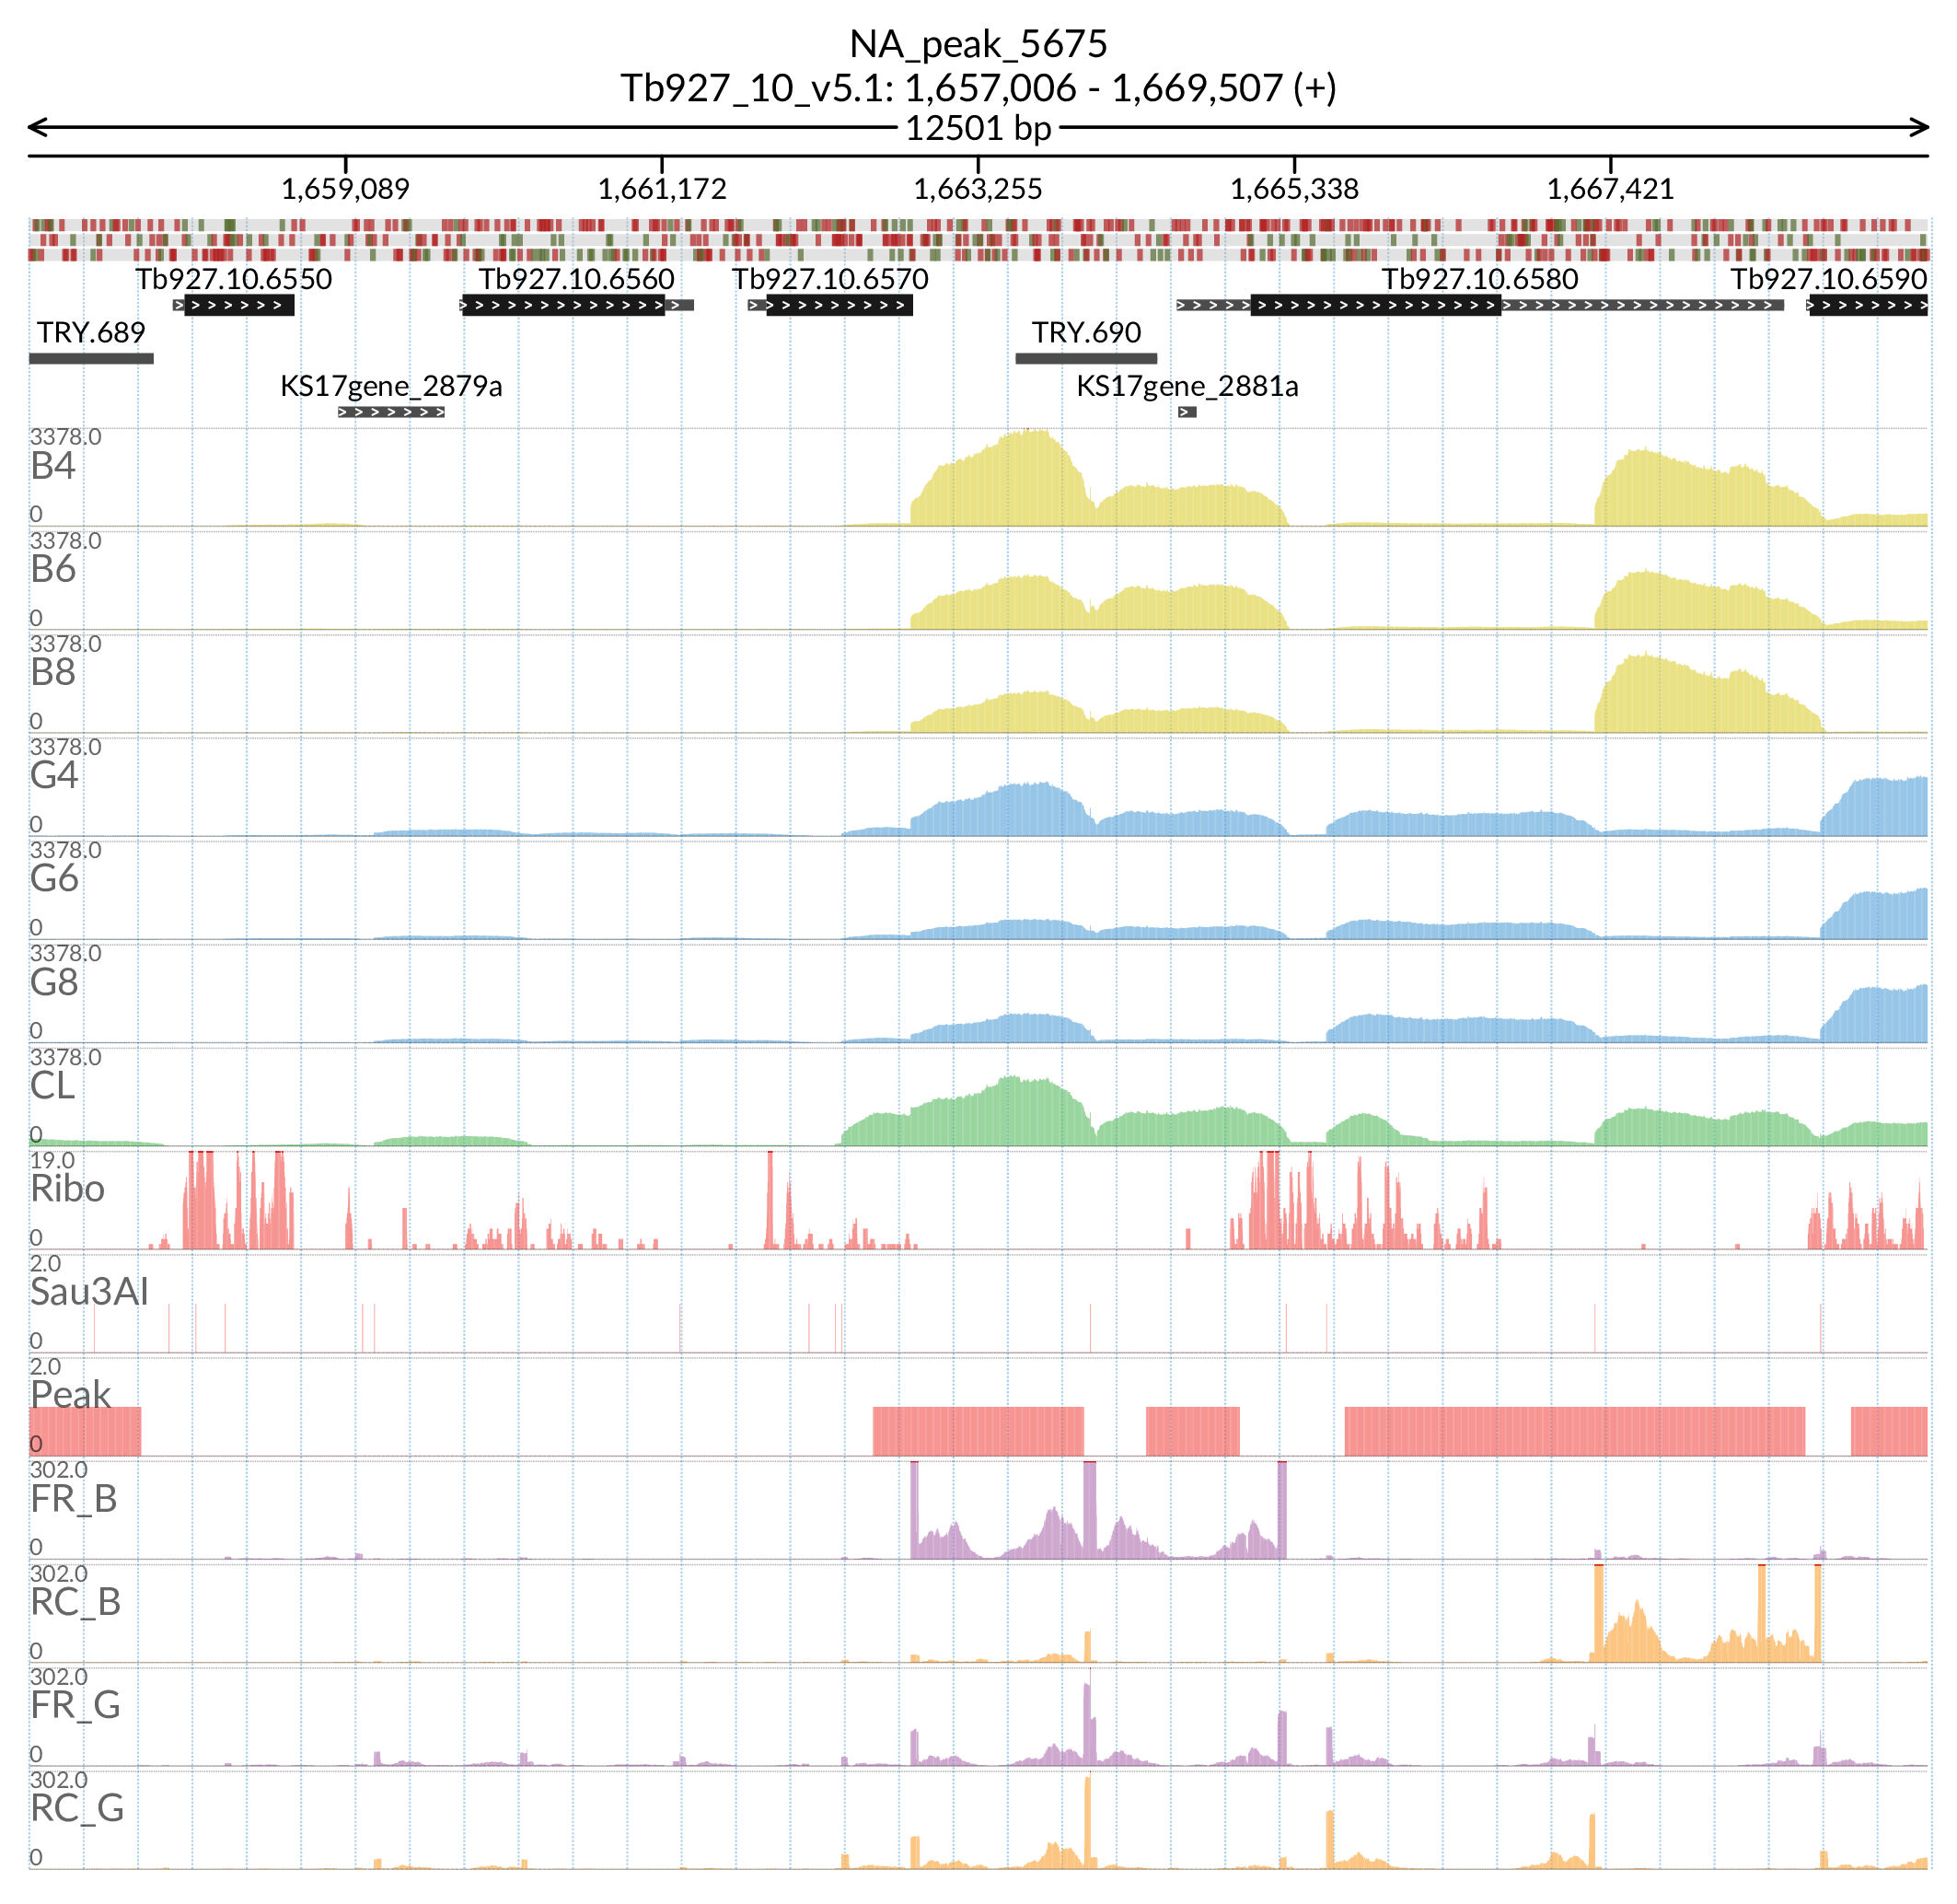 NA_peak_5675
Tb927_10_v5.1: 1,657,006 - 1,669,507 (+)
12501 bp
1,659,089 1,661,172 1,663,255 1,665,338 1,667,421
Tb927.10.6550 Tb927.10.6560 Tb927.10.6570 Tb927.10.6580 Tb927.10.6590
TRY.689 TRY.690
KS17gene_2879a KS17gene_2881a
3378.0
B4
0
3378.0
B6
0
3378.0
B8
0
3378.0
G4
0
3378.0
G6
0
3378.0
G8
0
3378.0
CL
0
19.0
Ribo
0
2.0
Sau3AI
0
2.0
Peak
0
302.0
FR_B
0
302.0
RC_B
0
302.0
FR_G
0
302.0
RC_G
0